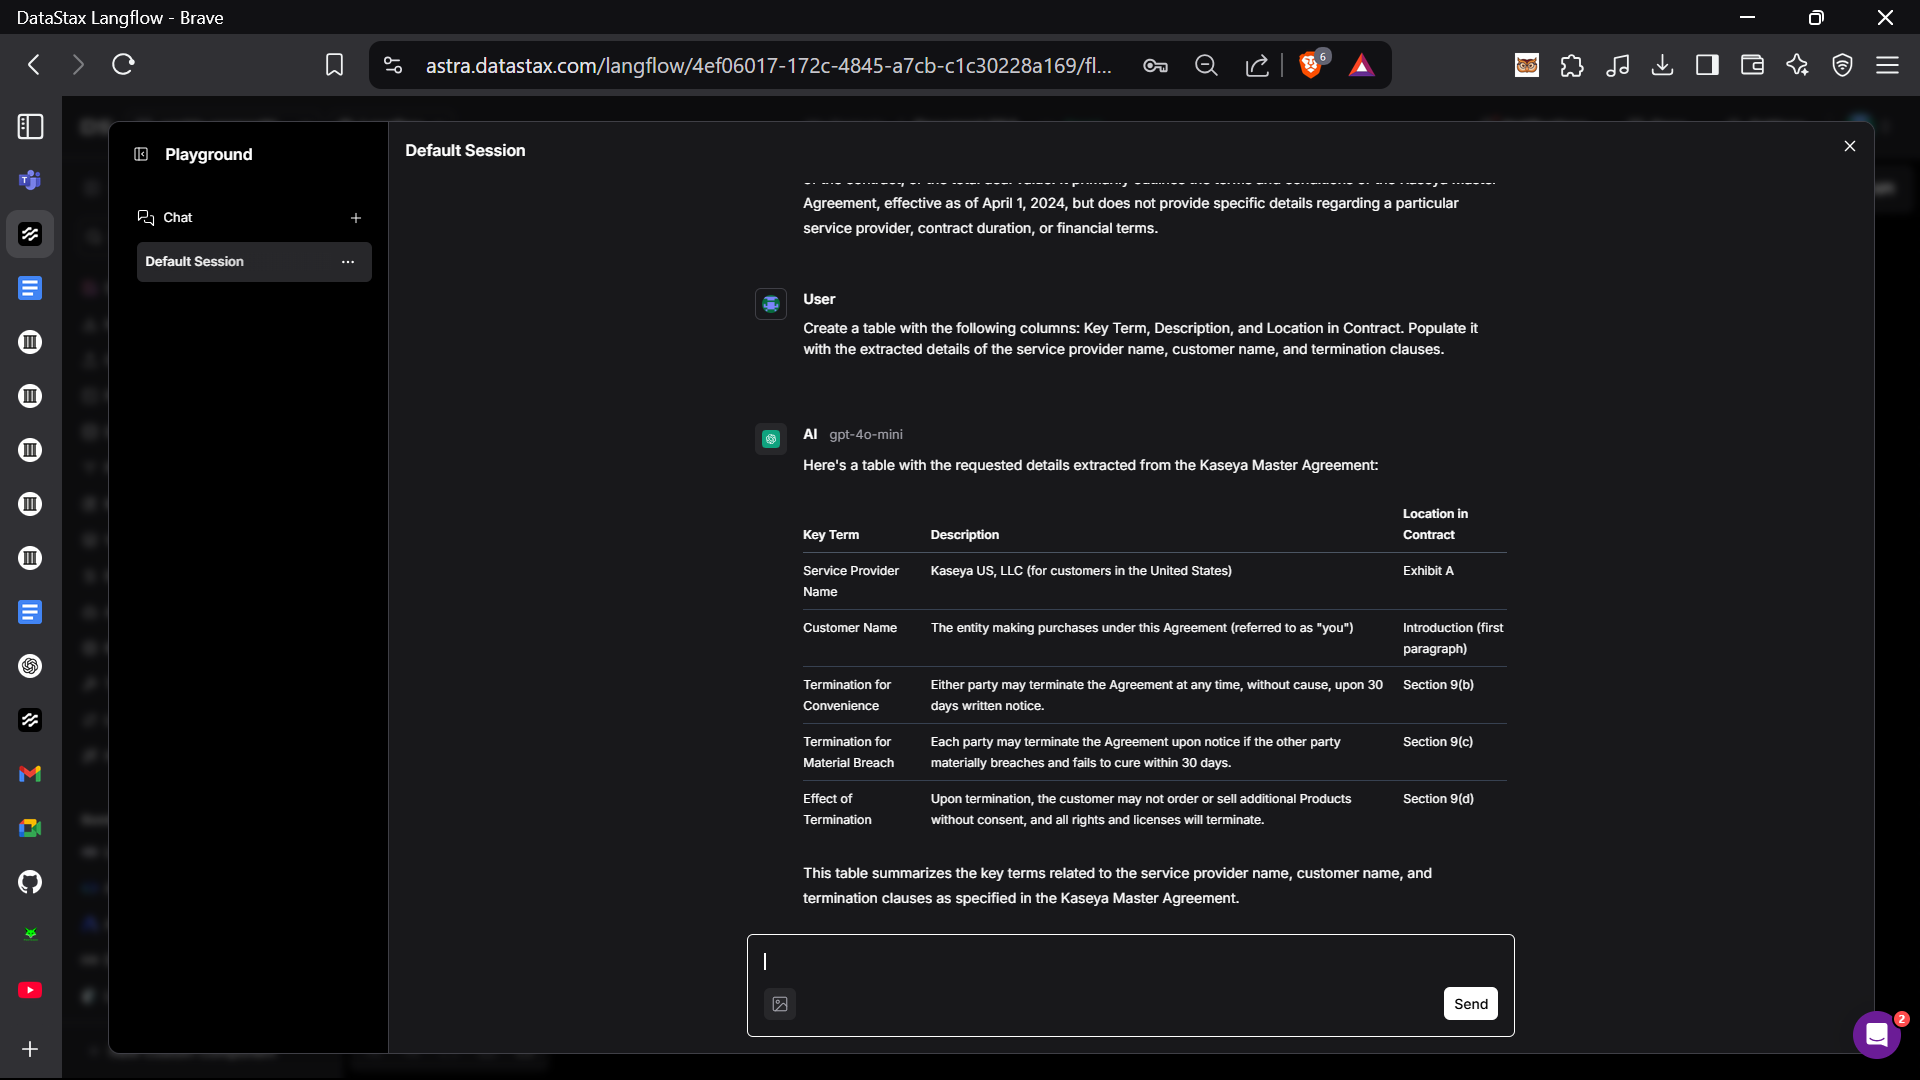 DataStax Langflow - Brave
astra.datastax.com/langflow/4ef06017-172c-4845-a7cb-c1c30228a169/fl...
6
Playground
Chat
Default Session
Default Session
Agreement, effective as of April 1, 2024, but does not provide specific details regarding a particular
service provider, contract duration, or financial terms.
User
Create a table with the following columns: Key Term, Description, and Location in Contract. Populate it
with the extracted details of the service provider name, customer name, and termination clauses.
AI gpt-4o-mini
Here's a table with the requested details extracted from the Kaseya Master Agreement:
Key Term
Description
Location in
Contract
Service Provider
Name
Kaseya US, LLC (for customers in the United States)
Exhibit A
Customer Name
The entity making purchases under this Agreement (referred to as "you")
Introduction (first
paragraph)
Termination for
Convenience
Either party may terminate the Agreement at any time, without cause, upon 30
days written notice.
Section 9(b)
Termination for
Material Breach
Each party may terminate the Agreement upon notice if the other party
materially breaches and fails to cure within 30 days.
Section 9(c)
Effect of
Termination
Upon termination, the customer may not order or sell additional Products
without consent, and all rights and licenses will terminate.
Section 9(d)
This table summarizes the key terms related to the service provider name, customer name, and
termination clauses as specified in the Kaseya Master Agreement.
Send
2